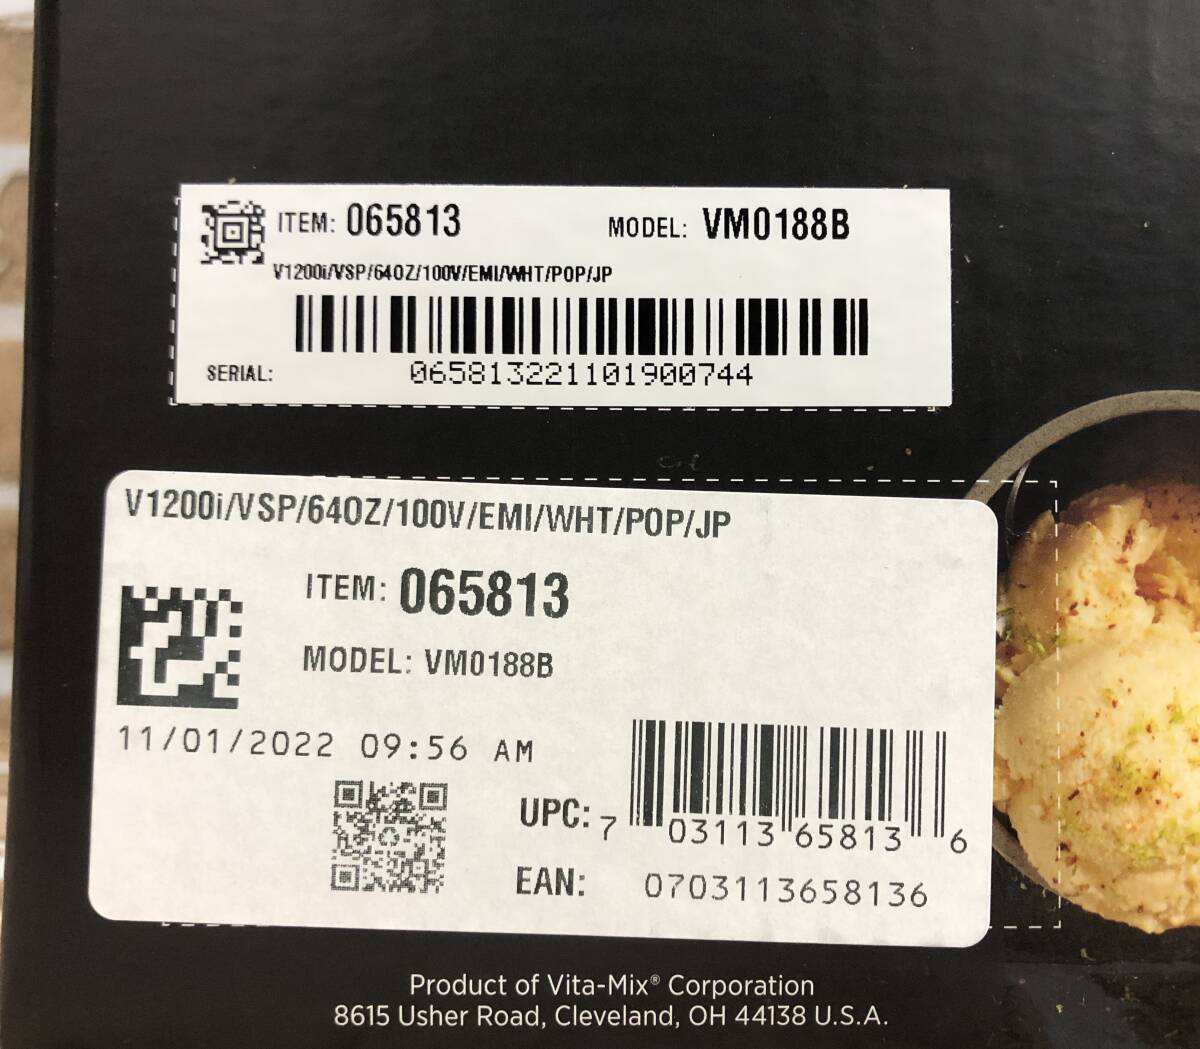 ITEM: 065813 MODEL: VM0188B
V1200i/VSP/64OZ/100V/EMI/WHT/POP/JP
SERIAL: 065813221101900744
V1200i/VSP/64OZ/100V/EMI/WHT/POP/JP
ITEM: 065813
MODEL: VM0188B
11/01/2022 09:56 AM
UPC: 7 03113 65813 6
EAN: 0703113658136
Product of Vita-Mix® Corporation
8615 Usher Road, Cleveland, OH 44138 U.S.A.